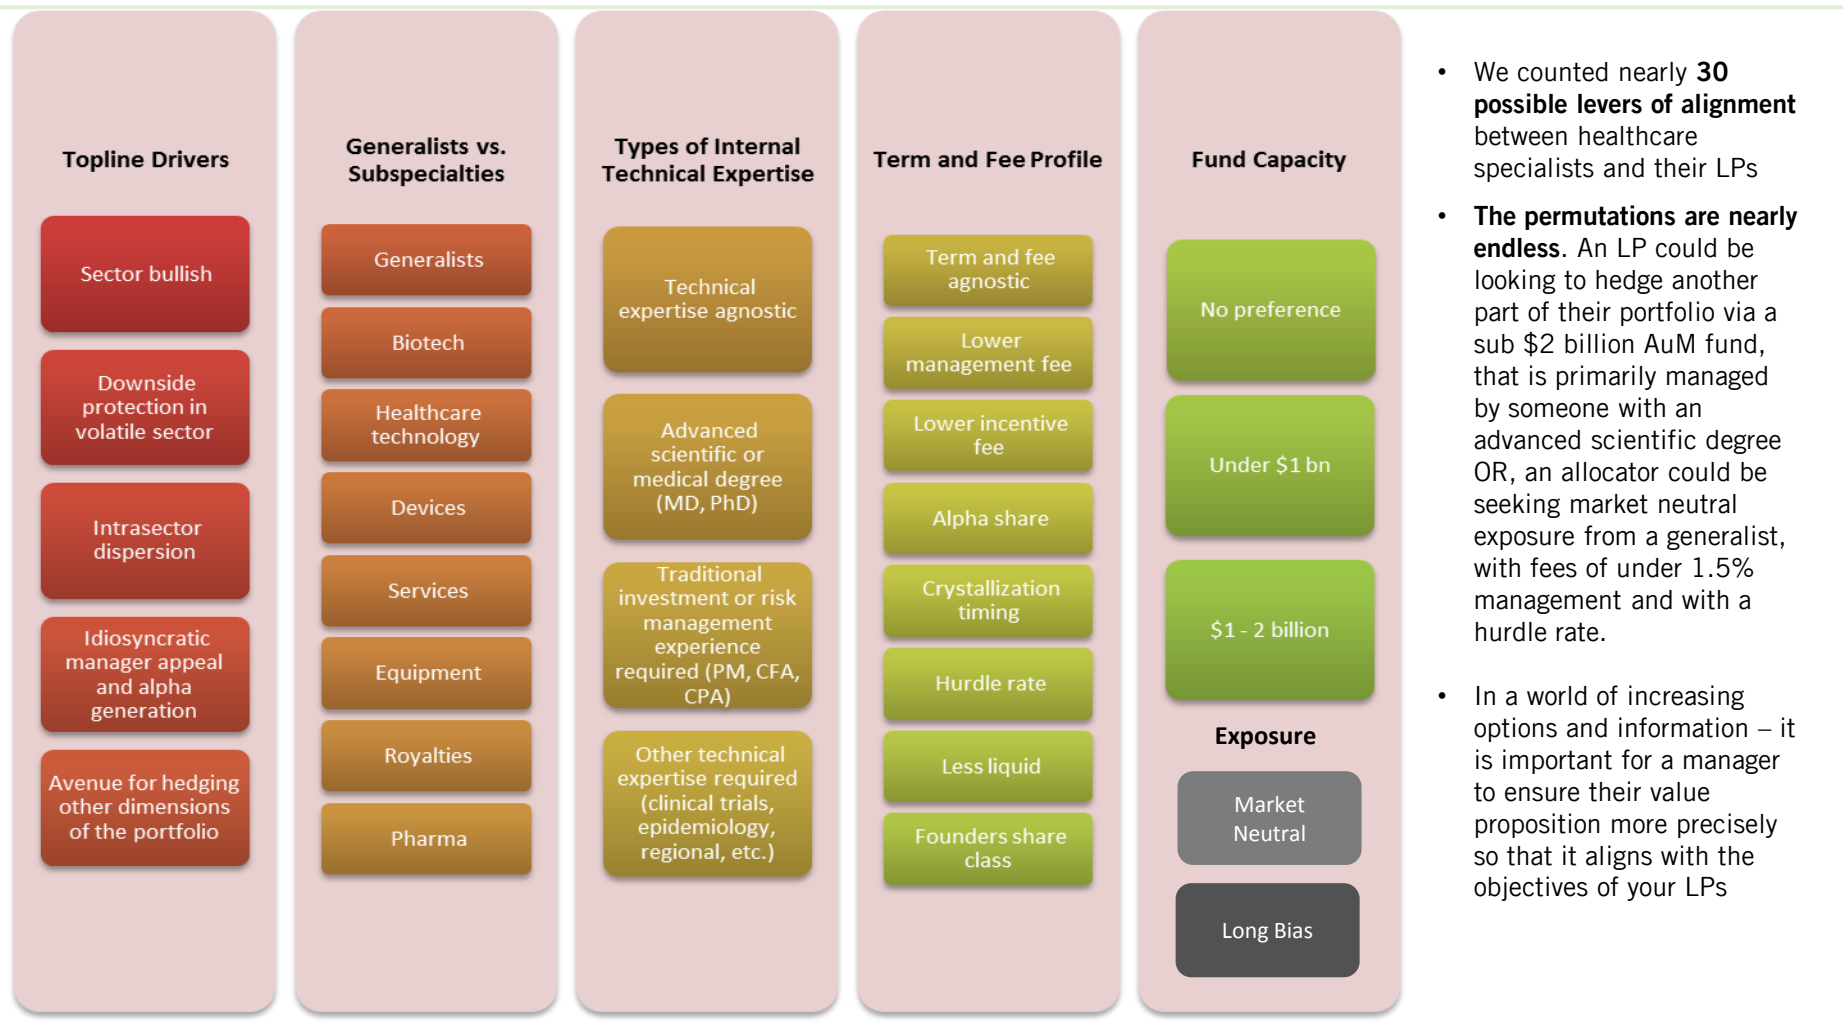 Topline Drivers
Sector bullish
Downside
protection in
volatile sector
Intrasector
dispersion
Idiosyncratic
manager appeal
and alpha
generation
Avenue for hedging
other dimensions
of the portfolio
Generalists vs.
Subspecialties
Generalists
Biotech
Healthcare
technology
Devices
Services
Equipment
Royalties
Pharma
Types of Internal
Technical Expertise
Technical
expertise agnostic
Advanced
scientific or
medical degree
(MD, PhD)
Traditional
investment or risk
management
experience
required (PM, CFA,
CPA)
Other technical
expertise required
(clinical trials,
epidemiology,
regional, etc.)
Term and Fee Profile
Term and fee
agnostic
Lower
management fee
Lower incentive
fee
Alpha share
Crystallization
timing
Hurdle rate
Less liquid
Founders share
class
Fund Capacity
No preference
Under $1 bn
$1 - 2 billion
Exposure
Market
Neutral
Long Bias
• We counted nearly 30
possible levers of alignment
between healthcare
specialists and their LPs
• The permutations are nearly
endless. An LP could be
looking to hedge another
part of their portfolio via a
sub $2 billion AuM fund,
that is primarily managed
by someone with an
advanced scientific degree
OR, an allocator could be
seeking market neutral
exposure from a generalist,
with fees of under 1.5%
management and with a
hurdle rate.
• In a world of increasing
options and information – it
is important for a manager
to ensure their value
proposition more precisely
so that it aligns with the
objectives of your LPs